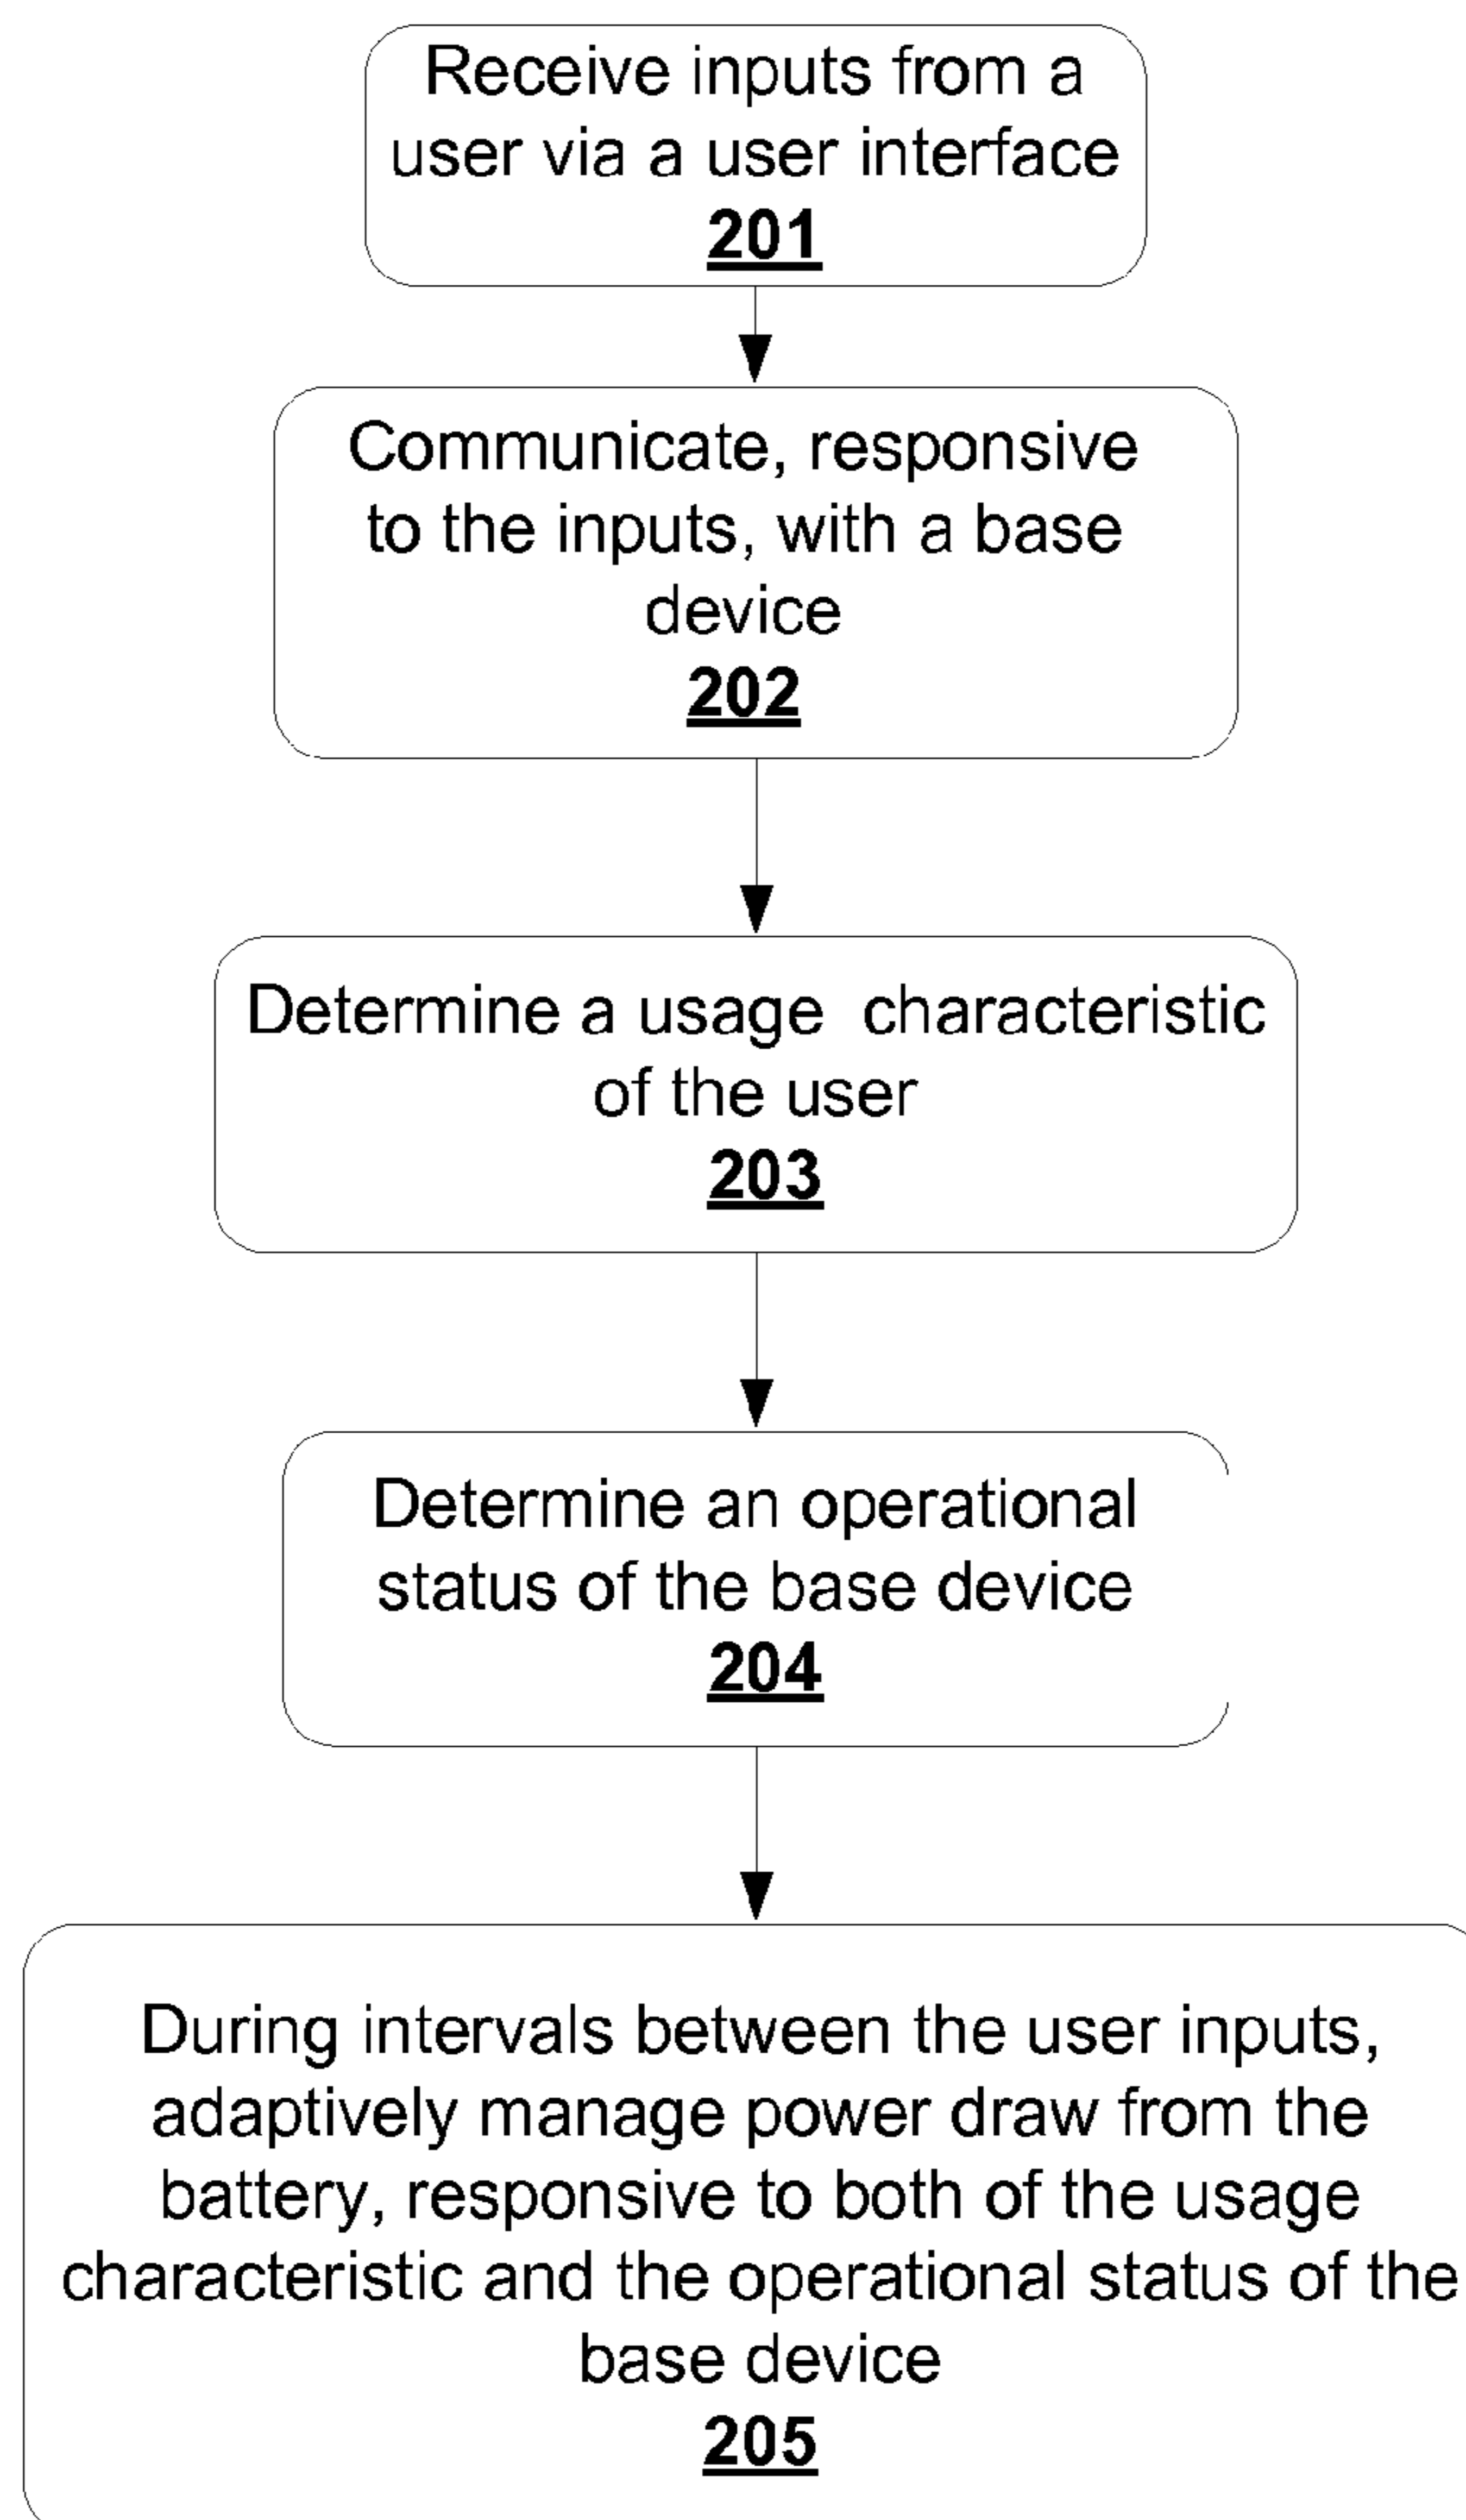 Receive inputs from a
user via a user interface
201
Communicate, responsive
to the inputs, with a base
device
202
Determine a usage characteristic
of the user
203
Determine an operational
status of the base device
204
During intervals between the user inputs,
adaptively manage power draw from the
battery, responsive to both of the usage
characteristic and the operational status of the
base device
205